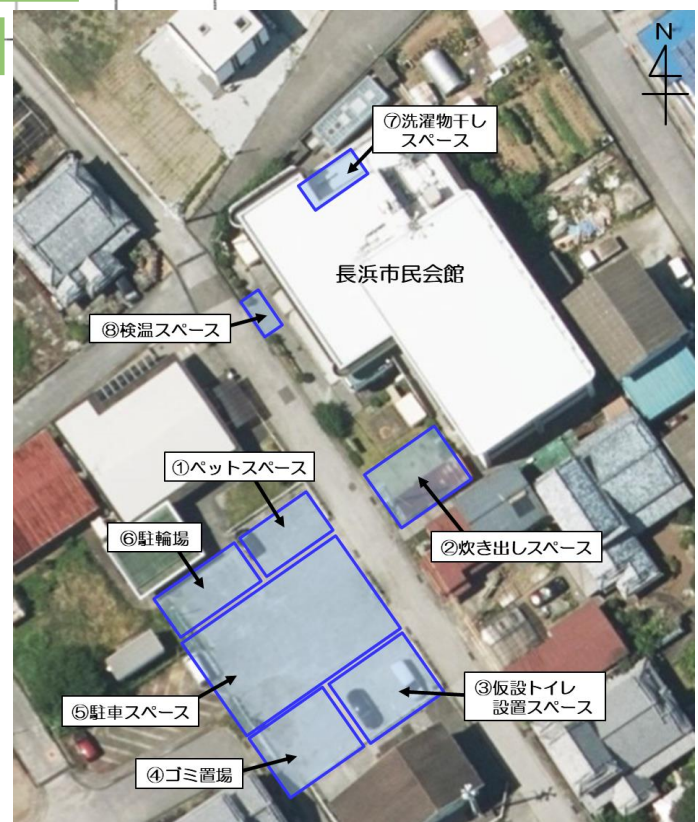 N
⑦洗濯物干し
スペース
長浜市民会館
⑧検温スペース
①ペットスペース
⑥駐輪場
②炊き出しスペース
③仮設トイレ
設置スペース
⑤駐車スペース
④ゴミ置場